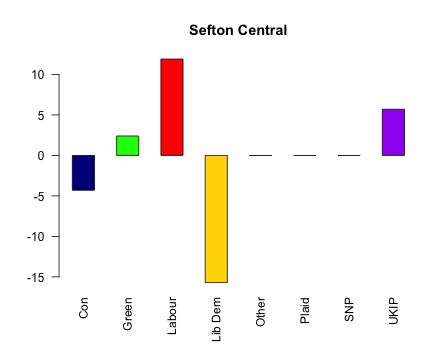 Sefton Central
10
5
0
-5
-10
-15
Con
Green
Labour
Lib Dem
Other
Plaid
SNP
UKIP